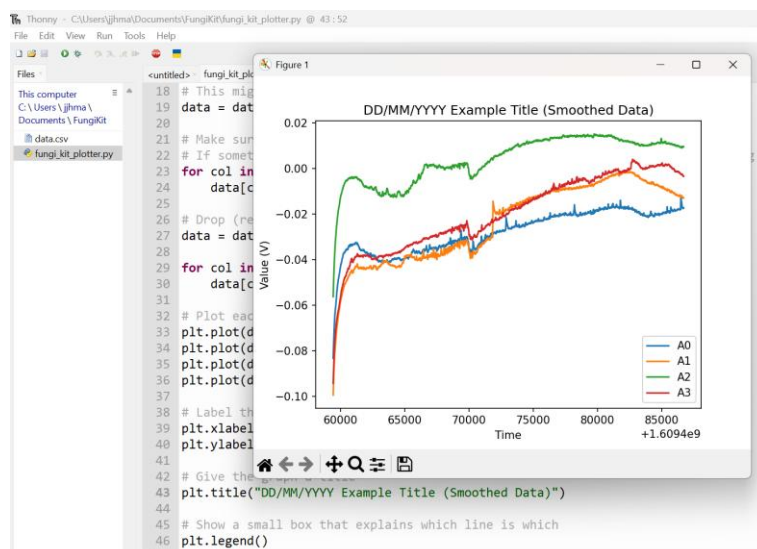 Thonny - C:\Users\jjhma\Documents\FungiKit\fungi_kit_plotter.py @ 43 : 52
File Edit View Run Tools Help
Files
This computer
C: \ Users \ jjhma \
Documents \ FungiKit
data.csv
fungi_kit_plotter.py
<untitled> fungi_kit_plo
18 # This mig
19 data = dat
20
21 # Make sur
22 # If somet
23 for col in
24 data[c
25
26 # Drop (re
27 data = dat
28
29 for col in
30 data[c
31
32 # Plot eac
33 plt.plot(d
34 plt.plot(d
35 plt.plot(d
36 plt.plot(d
37
38 # Label th
39 plt.xlabel
40 plt.ylabel
41
42 # Give the graph a title
43 plt.title("DD/MM/YYYY Example Title (Smoothed Data)")
44
45 # Show a small box that explains which line is which
46 plt.legend()
Figure 1
DD/MM/YYYY Example Title (Smoothed Data)
Value (V)
0.02
0.00
−0.02
−0.04
−0.06
−0.08
−0.10
A0
A1
A2
A3
60000 65000 70000 75000 80000 85000
Time
+1.6094e9